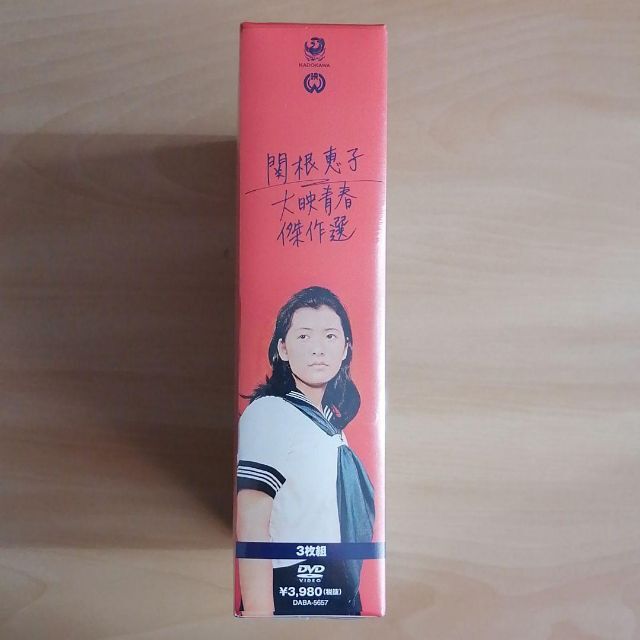 KADOKAWA
関根恵子
大映青春
傑作選
3枚組
DVD
VIDEO
¥3,980(税抜)
DABA-5657